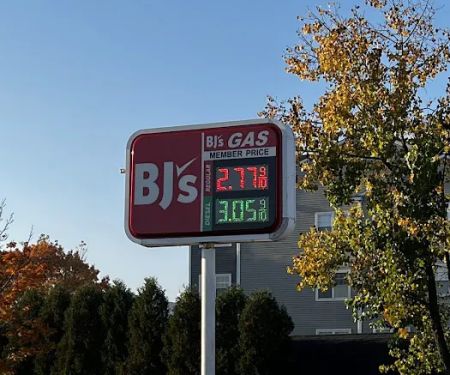 BJ's
BJ's GAS
MEMBER PRICE
REGULAR 2.77 9/10
DIESEL 3.05 9/10